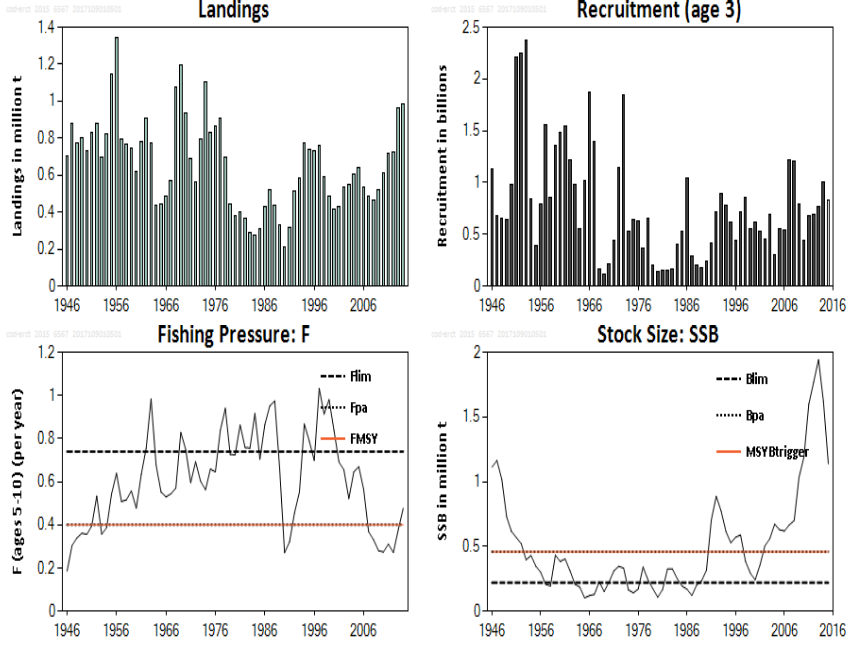 Landings
Landings in million t
1.4
1.2
1
0.8
0.6
0.4
0.2
0
1946 1956 1966 1976 1986 1996 2006
Recruitment (age 3)
Recruitment in billions
2.5
2
1.5
1
0.5
0
1946 1956 1966 1976 1986 1996 2006 2016
Fishing Pressure: F
F (ages 5-10) (per year)
1.2
1
0.8
0.6
0.4
0.2
0
Flim
Fpa
FMSY
1946 1956 1966 1976 1986 1996 2006
Stock Size: SSB
SSB in million t
2
1.5
1
0.5
0
Blim
Bpa
MSYBtrigger
1946 1956 1966 1976 1986 1996 2006 2016